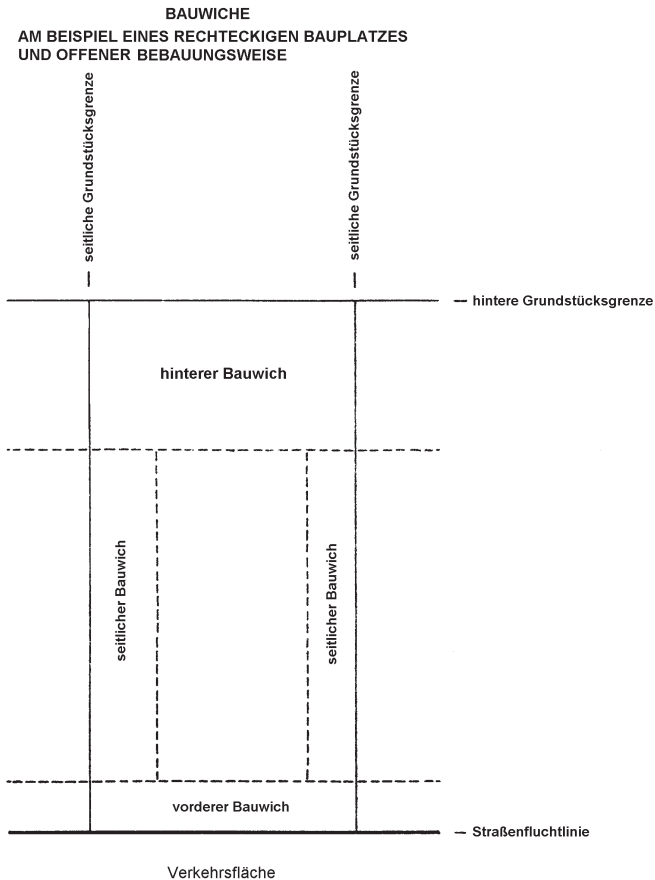 BAUWICHE
AM BEISPIEL EINES RECHTECKIGEN BAUPLATZES
UND OFFENER BEBAUUNGSWEISE
seitliche Grundstücksgrenze
seitliche Grundstücksgrenze
hintere Grundstücksgrenze
hinterer Bauwich
seitlicher Bauwich
seitlicher Bauwich
vorderer Bauwich
Straßenfluchtlinie
Verkehrsfläche